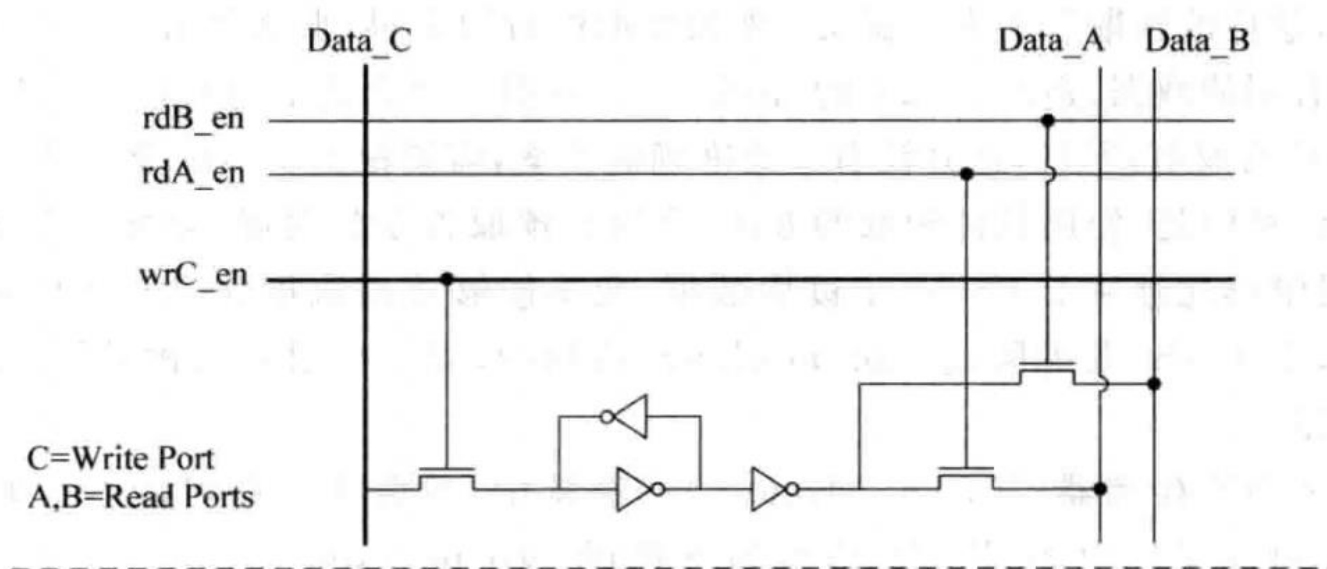 Data_C
Data_A
Data_B
rdB_en
rdA_en
wrC_en
C=Write Port
A,B=Read Ports